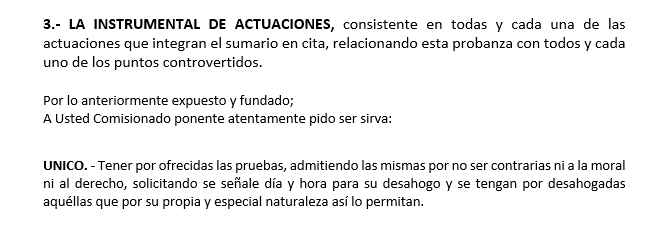 3.- LA INSTRUMENTAL DE ACTUACIONES, consistente en todas y cada una de las
actuaciones que integran el sumario en cita, relacionando esta probanza con todos y cada
uno de los puntos controvertidos.
Por lo anteriormente expuesto y fundado;
A Usted Comisionado ponente atentamente pido ser sirva:
UNICO. - Tener por ofrecidas las pruebas, admitiendo las mismas por no ser contrarias ni a la moral
ni al derecho, solicitando se señale día y hora para su desahogo y se tengan por desahogadas
aquéllas que por su propia y especial naturaleza así lo permitan.